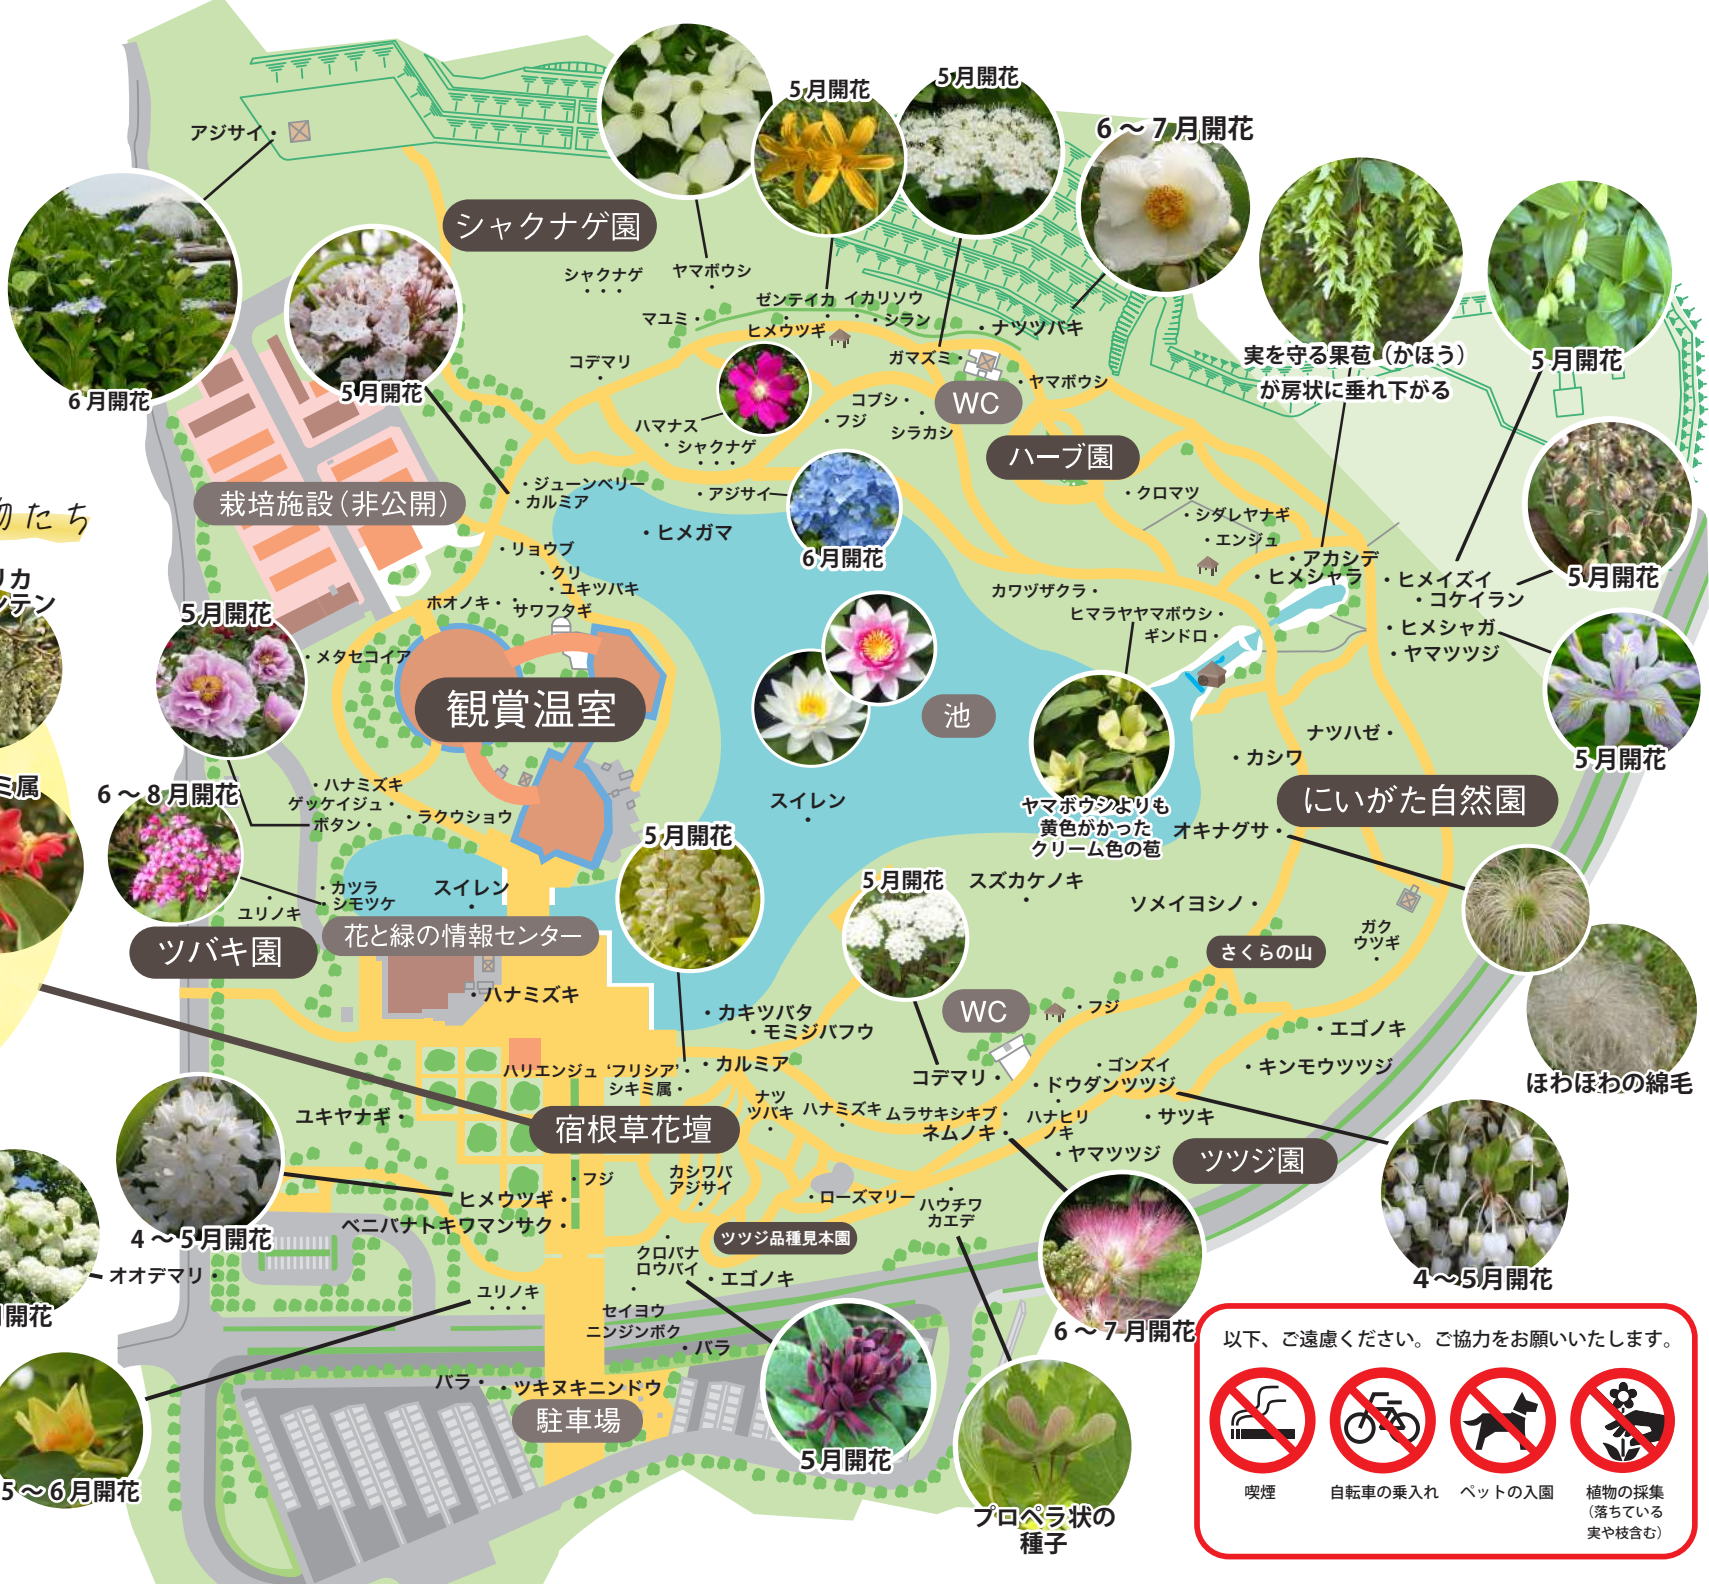 5月開花
5月開花
6～7月開花
アジサイ
シャクナゲ園
シャクナゲ
ヤマボウシ
ゼンテイカ
イカリソウ
マユミ
ヒメウツギ
シラン
ナツツバキ
コデマリ
ガマズミ
ヤマボウシ
実を守る果苞（かほう）
が房状に垂れ下がる
5月開花
6月開花
5月開花
WC
コブシ
フジ
シラカシ
ハマナス
シャクナゲ
ハーブ園
栽培施設（非公開）
ジューンベリー
カルミア
アジサイ
クロマツ
シダレヤナギ
エンジュ
物たち
ヒメガマ
6月開花
リョウブ
クリ
ユキツバキ
ホオノキ
サワフタギ
アカシデ
ヒメシャラ
ヒメイズイ
コケイラン
5月開花
カワヅザクラ
ヒマラヤヤマボウシ
ギンドロ
ヒメシャガ
ヤマツツジ
リカ
ンテン
5月開花
メタセコイア
観賞温室
池
5月開花
ナツハゼ
カシワ
にいがた自然園
ミ属
6～8月開花
ハナミズキ
ゲッケイジュ
ボタン
ラクウショウ
スイレン
ヤマボウシよりも
黄色がかった
クリーム色の苞
オキナグサ
5月開花
5月開花
スズカケノキ
ソメイヨシノ
カツラ
シモツケ
ユリノキ
スイレン
ツバキ園
花と緑の情報センター
ガク
ウツギ
さくらの山
ハナミズキ
WC
フジ
カキツバタ
モミジバフウ
エゴノキ
キンモウツツジ
ほわほわの綿毛
ハリエンジュ ‘フリシア’
シキミ属
カルミア
コデマリ
ゴンズイ
ドウダンツツジ
サツキ
ユキヤナギ
宿根草花壇
ナツ
ツバキ
ハナミズキ
ムラサキシキブ
ネムノキ
ハナヒリ
ノキ
ヤマツツジ
ツツジ園
フジ
カシワバ
アジサイ
ローズマリー
ハウチワ
カエデ
ヒメウツギ
ベニバナトキワマンサク
4～5月開花
ツツジ品種見本園
クロバナ
ロウバイ
エゴノキ
オオデマリ
月開花
ユリノキ
セイヨウ
ニンジンボク
バラ
4～5月開花
6～7月開花
バラ
ツキヌキニンドウ
駐車場
5～6月開花
5月開花
プロペラ状の
種子
以下、ご遠慮ください。ご協力をお願いいたします。
喫煙
自転車の乗入れ
ペットの入園
植物の採集
（落ちている
実や枝含む）